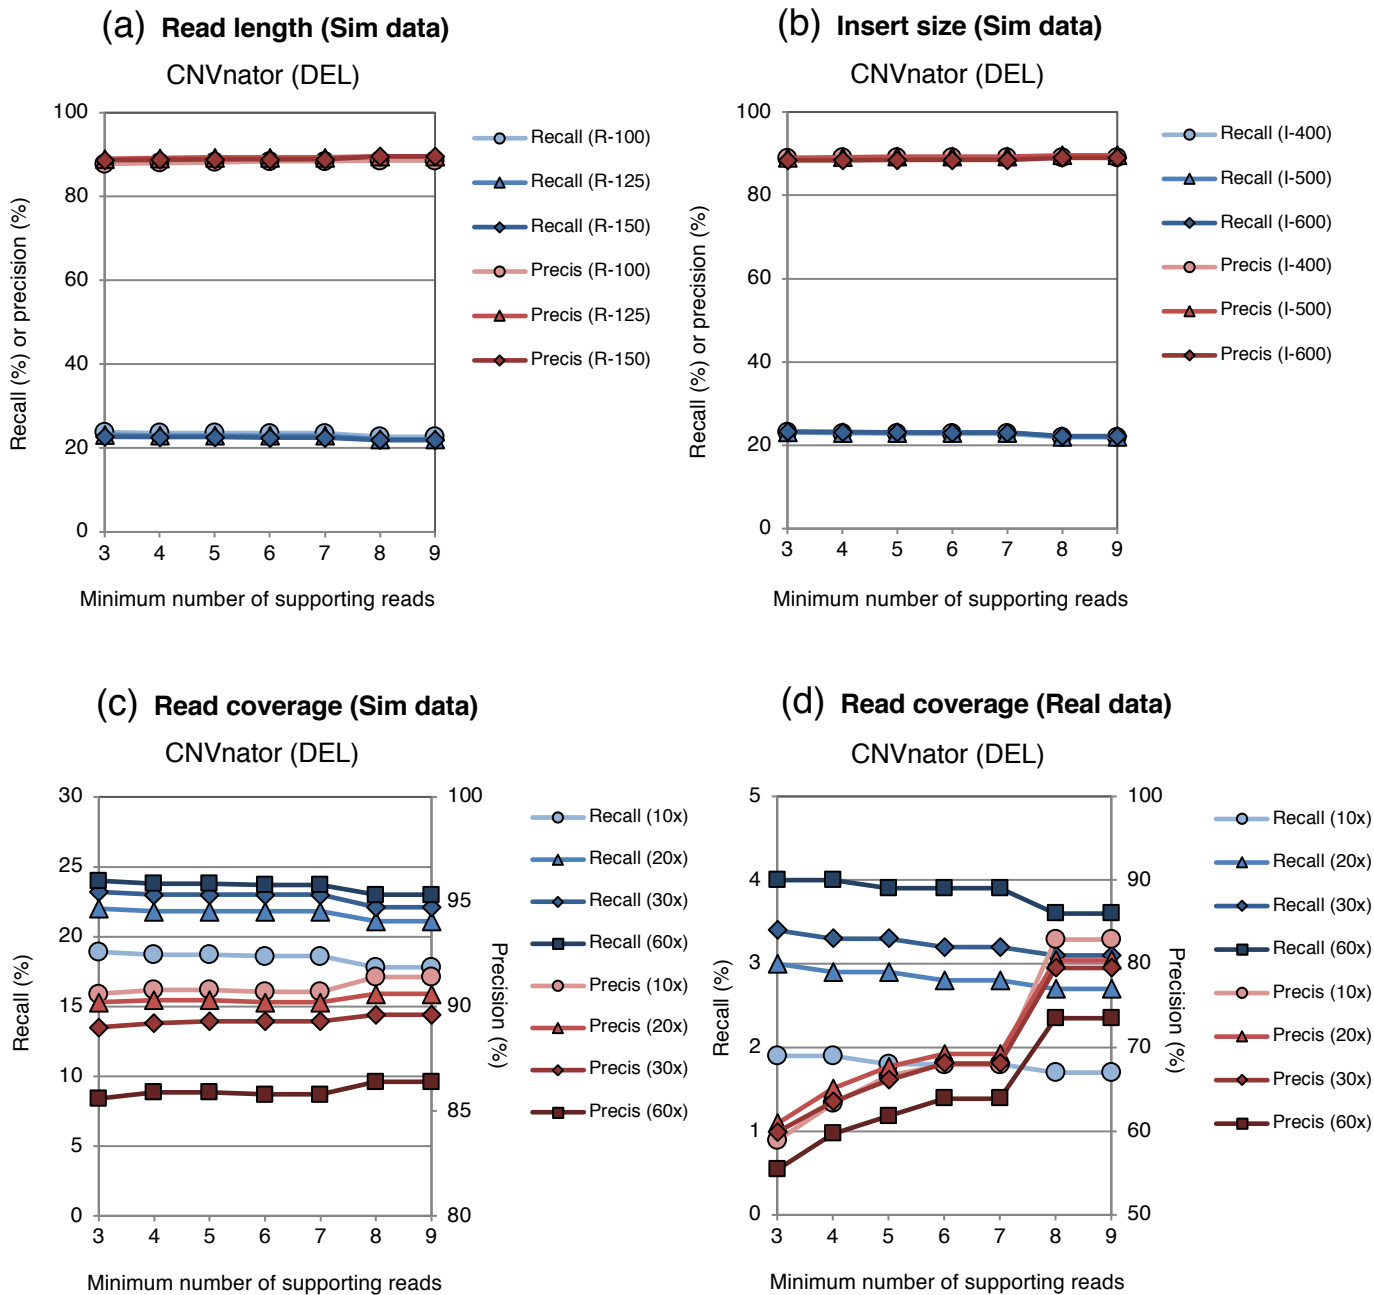 (a) Read length (Sim data)
CNVnator (DEL)
100
80
60
40
20
0
3 4 5 6 7 8 9
Recall (%) or precision (%)
Minimum number of supporting reads
Recall (R-100)
Recall (R-125)
Recall (R-150)
Precis (R-100)
Precis (R-125)
Precis (R-150)
(b) Insert size (Sim data)
CNVnator (DEL)
100
80
60
40
20
0
3 4 5 6 7 8 9
Recall (%) or precision (%)
Minimum number of supporting reads
Recall (I-400)
Recall (I-500)
Recall (I-600)
Precis (I-400)
Precis (I-500)
Precis (I-600)
(c) Read coverage (Sim data)
CNVnator (DEL)
30
25
20
15
10
5
0
100
95
90
85
80
3 4 5 6 7 8 9
Recall (%)
Precision (%)
Minimum number of supporting reads
Recall (10x)
Recall (20x)
Recall (30x)
Recall (60x)
Precis (10x)
Precis (20x)
Precis (30x)
Precis (60x)
(d) Read coverage (Real data)
CNVnator (DEL)
5
4
3
2
1
0
100
90
80
70
60
50
3 4 5 6 7 8 9
Recall (%)
Precision (%)
Minimum number of supporting reads
Recall (10x)
Recall (20x)
Recall (30x)
Recall (60x)
Precis (10x)
Precis (20x)
Precis (30x)
Precis (60x)